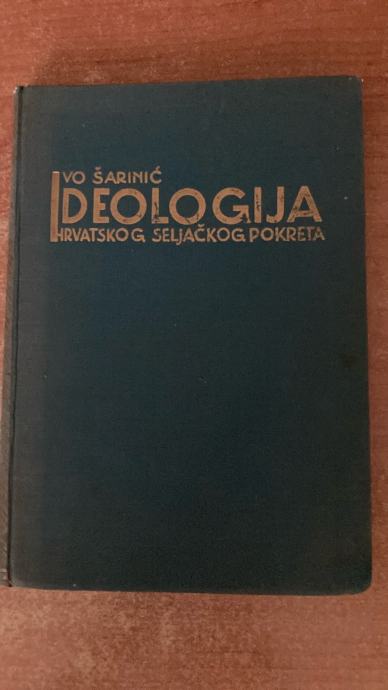 IVO ŠARINIĆ
IDEOLOGIJA
HRVATSKOG SELJAČKOG POKRETA